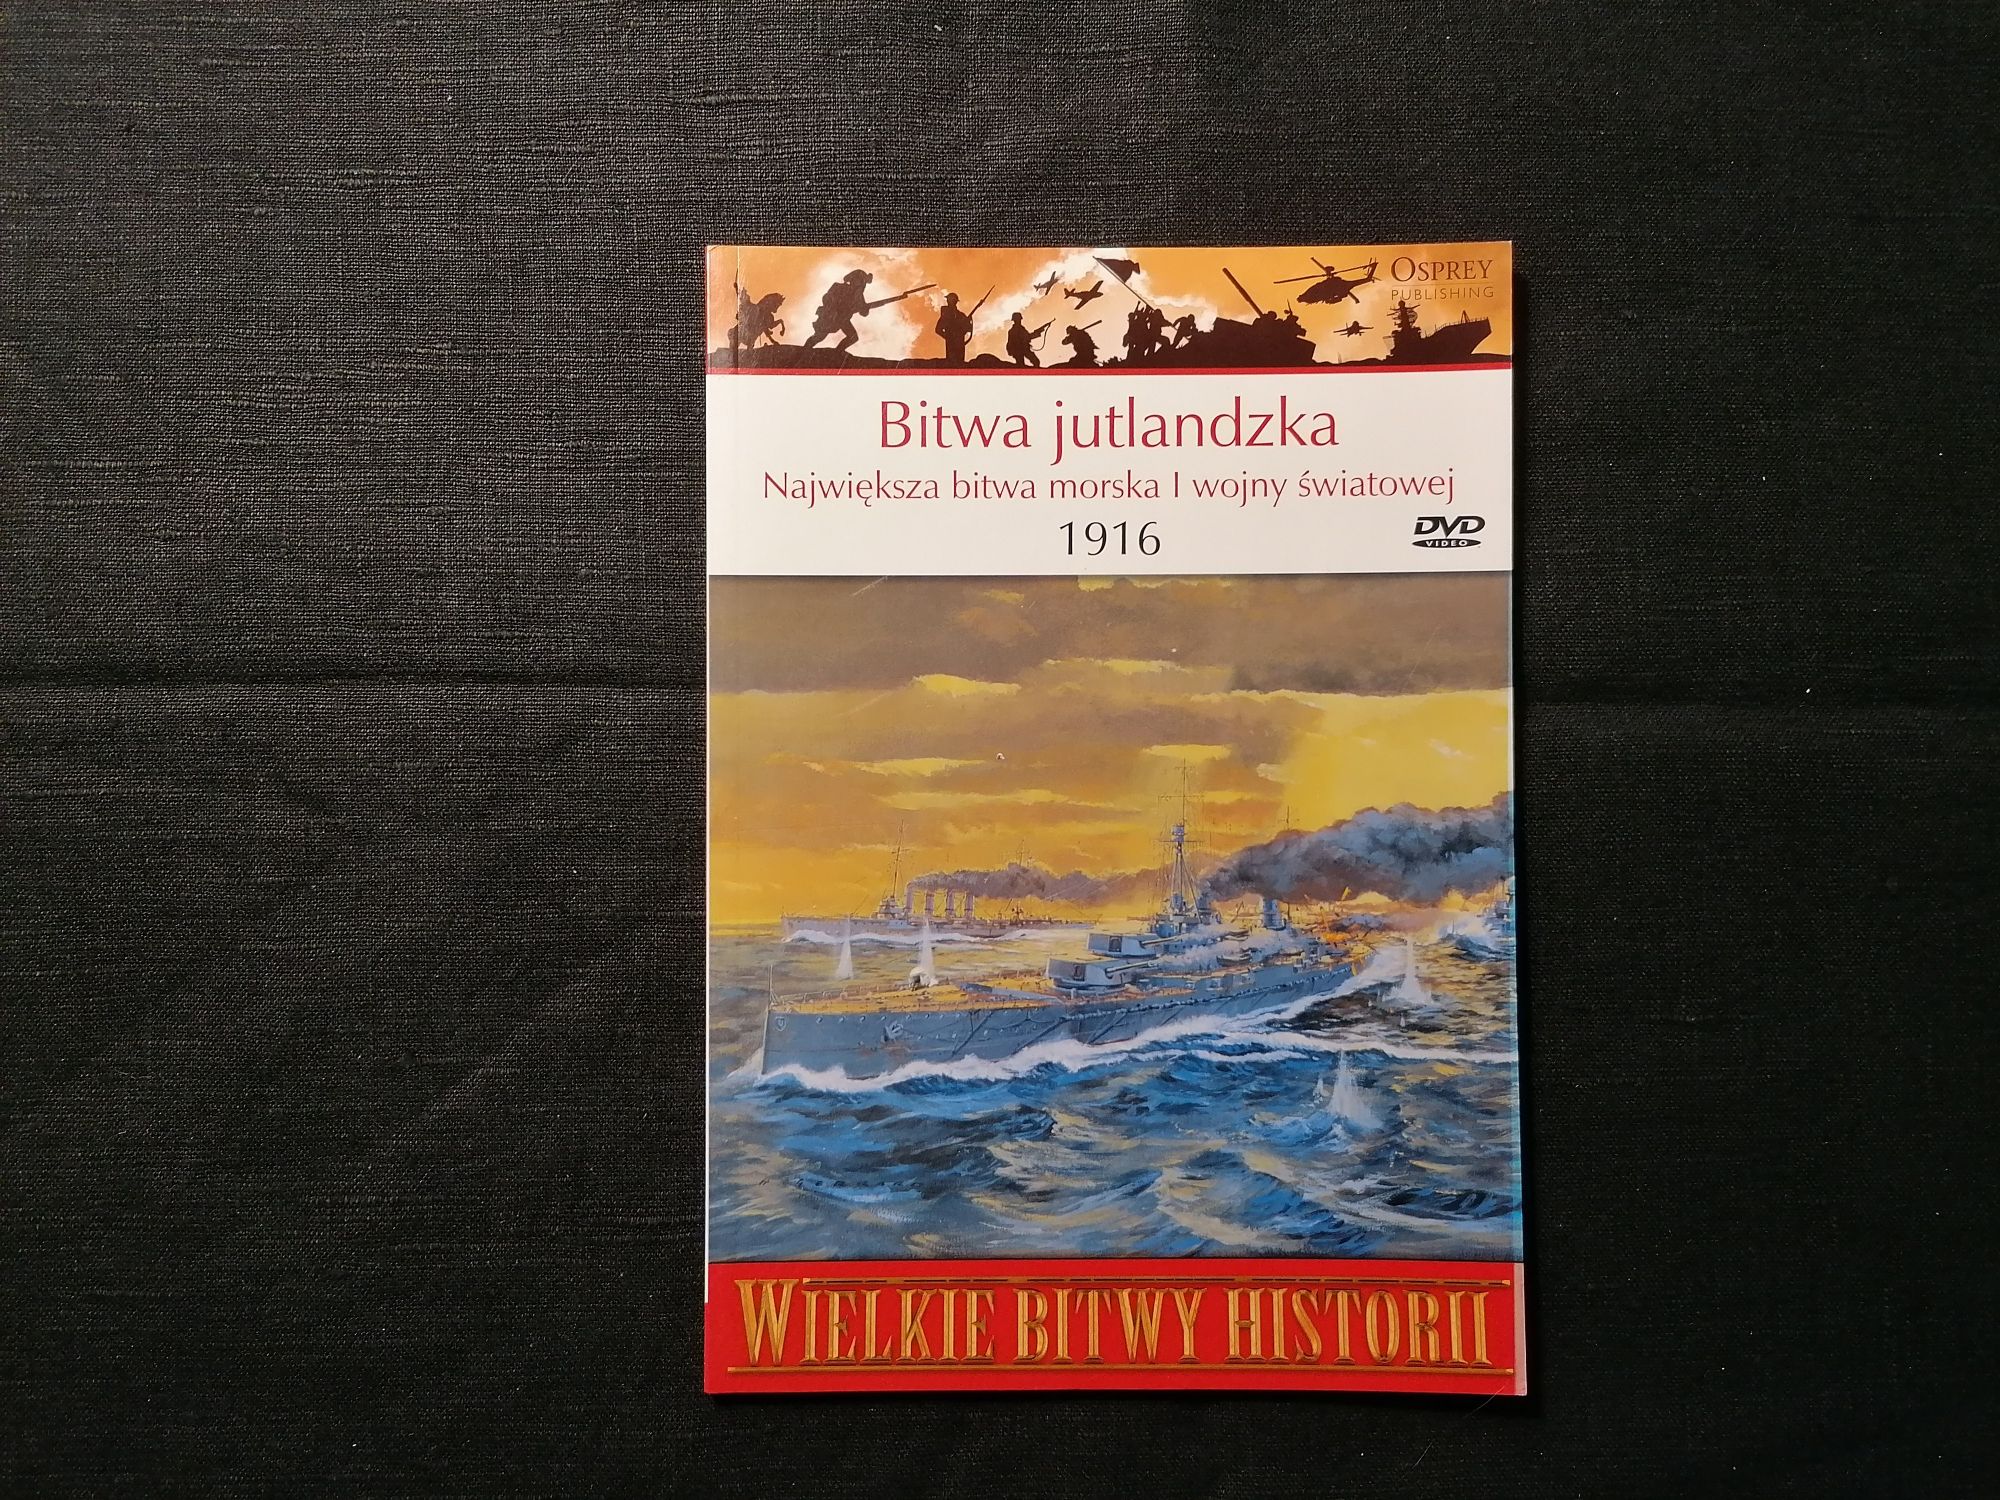 OSPREY
PUBLISHING
Bitwa jutlandzka
Największa bitwa morska I wojny światowej
1916
DVD
VIDEO
WIELKIE BITWY HISTORII